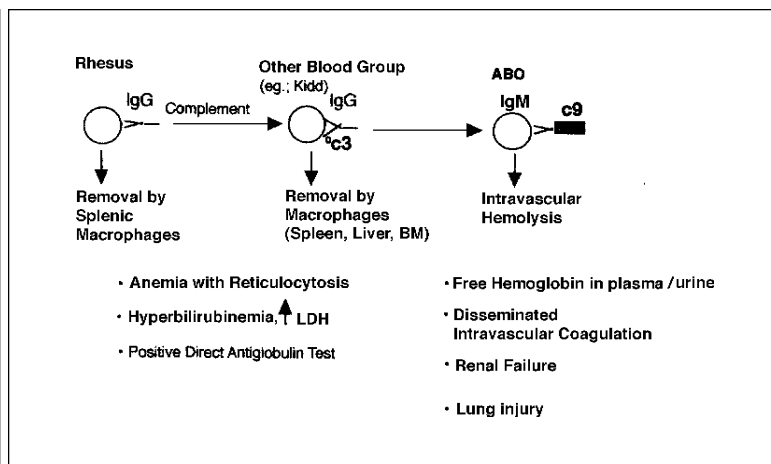 Rhesus
IgG
Complement
Removal by
Splenic
Macrophages
Other Blood Group
(eg.; Kidd)
IgG
c3
Removal by
Macrophages
(Spleen, Liver, BM)
ABO
IgM
c9
Intravascular
Hemolysis
• Anemia with Reticulocytosis
• Hyperbilirubinemia, ↑ LDH
• Positive Direct Antiglobulin Test
• Free Hemoglobin in plasma /urine
• Disseminated
Intravascular Coagulation
• Renal Failure
• Lung injury